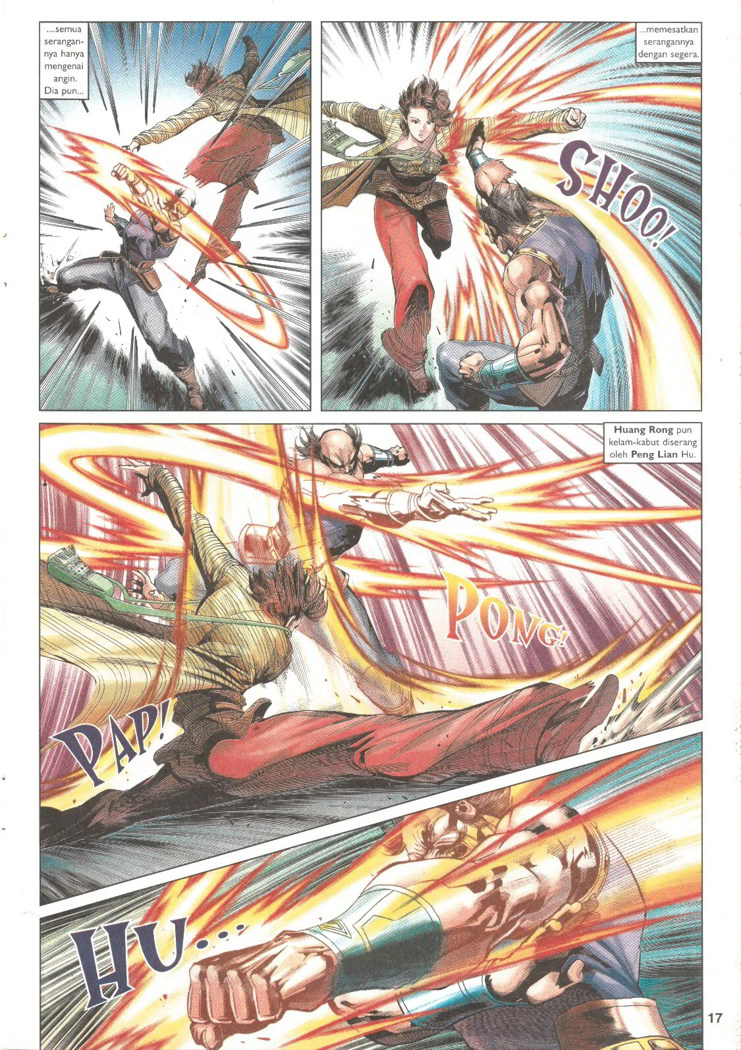 ....semua
serangan-
nya hanya
mengenai
angin.
Dia pun...
...memesatkan
serangannya
dengan segera.
SHOO!
Huang Rong pun
kelam-kabut diserang
oleh Peng Lian Hu.
PONG!
PAP!
HU...
17